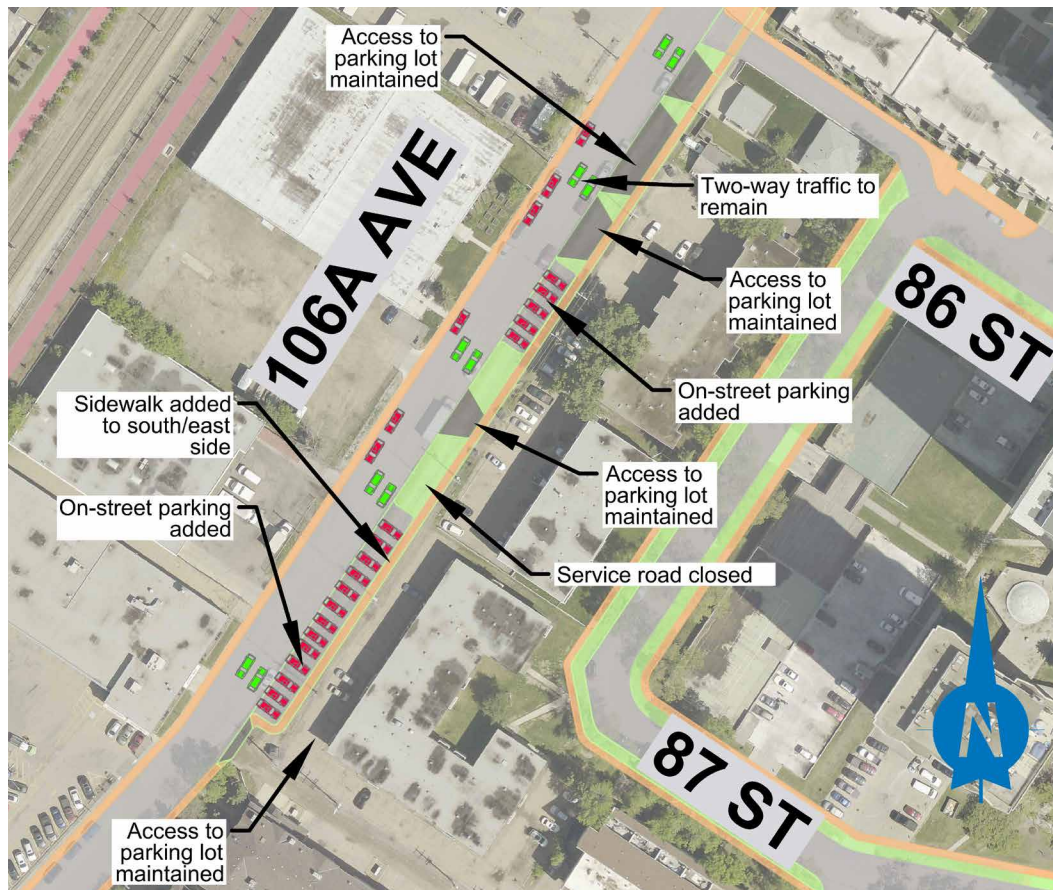 Access to
parking lot
maintained
Two-way traffic to
remain
106A AVE
Access to
parking lot
maintained
86 ST
On-street parking
added
Sidewalk added
to south/east
side
Access to
parking lot
maintained
On-street parking
added
Service road closed
N
87 ST
Access to
parking lot
maintained